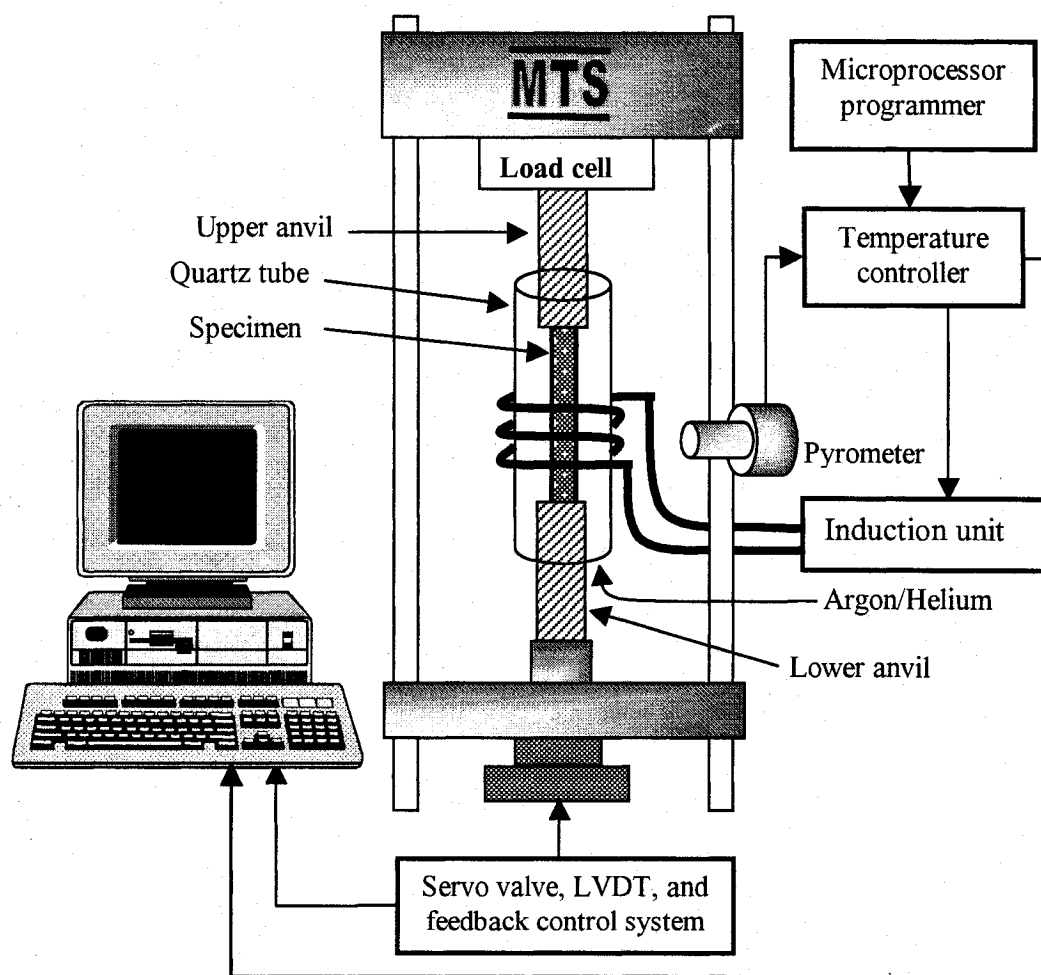 MTS
Microprocessor
programmer
Load cell
Upper anvil
Temperature
controller
Quartz tube
Specimen
Pyrometer
Induction unit
Argon/Helium
Lower anvil
Servo valve, LVDT, and
feedback control system